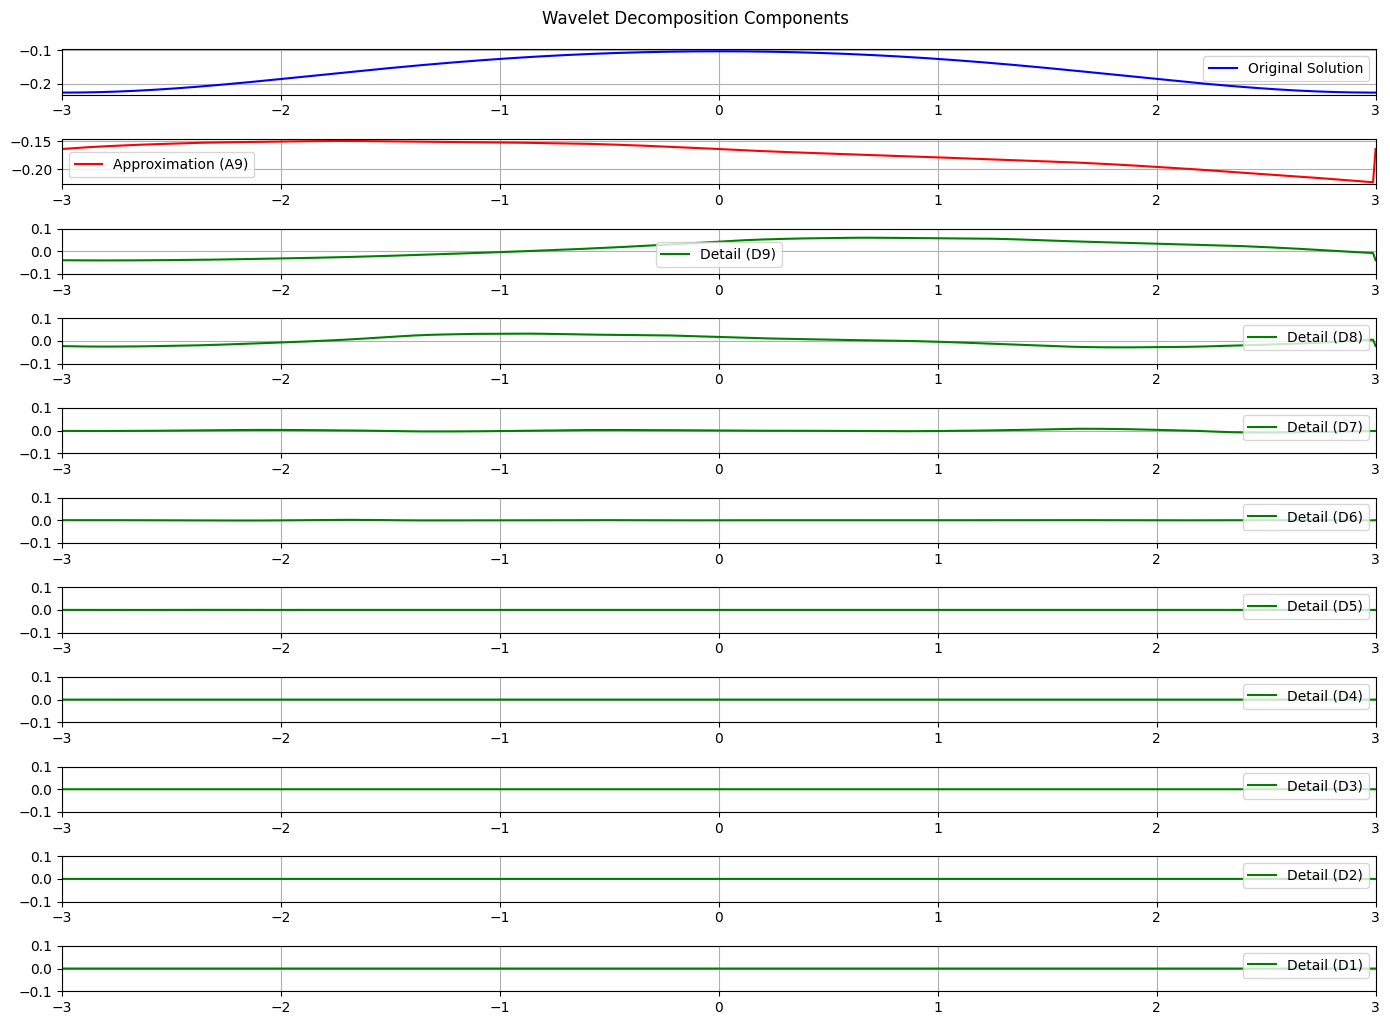 Wavelet Decomposition Components
−0.1
−0.2
Original Solution
−3 −2 −1 0 1 2 3
−0.15
−0.20
Approximation (A9)
−3 −2 −1 0 1 2 3
0.1
0.0
−0.1
Detail (D9)
−3 −2 −1 0 1 2 3
0.1
0.0
−0.1
Detail (D8)
−3 −2 −1 0 1 2 3
0.1
0.0
−0.1
Detail (D7)
−3 −2 −1 0 1 2 3
0.1
0.0
−0.1
Detail (D6)
−3 −2 −1 0 1 2 3
0.1
0.0
−0.1
Detail (D5)
−3 −2 −1 0 1 2 3
0.1
0.0
−0.1
Detail (D4)
−3 −2 −1 0 1 2 3
0.1
0.0
−0.1
Detail (D3)
−3 −2 −1 0 1 2 3
0.1
0.0
−0.1
Detail (D2)
−3 −2 −1 0 1 2 3
0.1
0.0
−0.1
Detail (D1)
−3 −2 −1 0 1 2 3